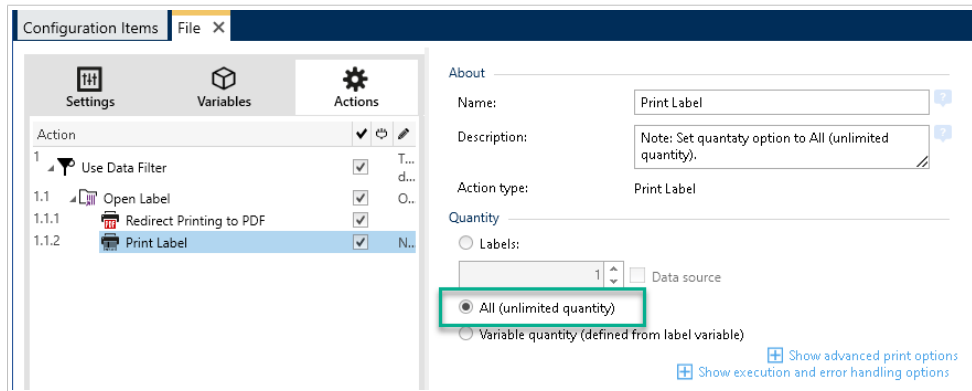 Configuration Items File
Settings Variables Actions
Action
1 Use Data Filter T... d...
1.1 Open Label O..
1.1.1 Redirect Printing to PDF
1.1.2 Print Label N..
About
Name: Print Label
Description: Note: Set quantaty option to All (unlimited
quantity).
Action type: Print Label
Quantity
Labels:
1 Data source
All (unlimited quantity)
Variable quantity (defined from label variable)
Show advanced print options
Show execution and error handling options